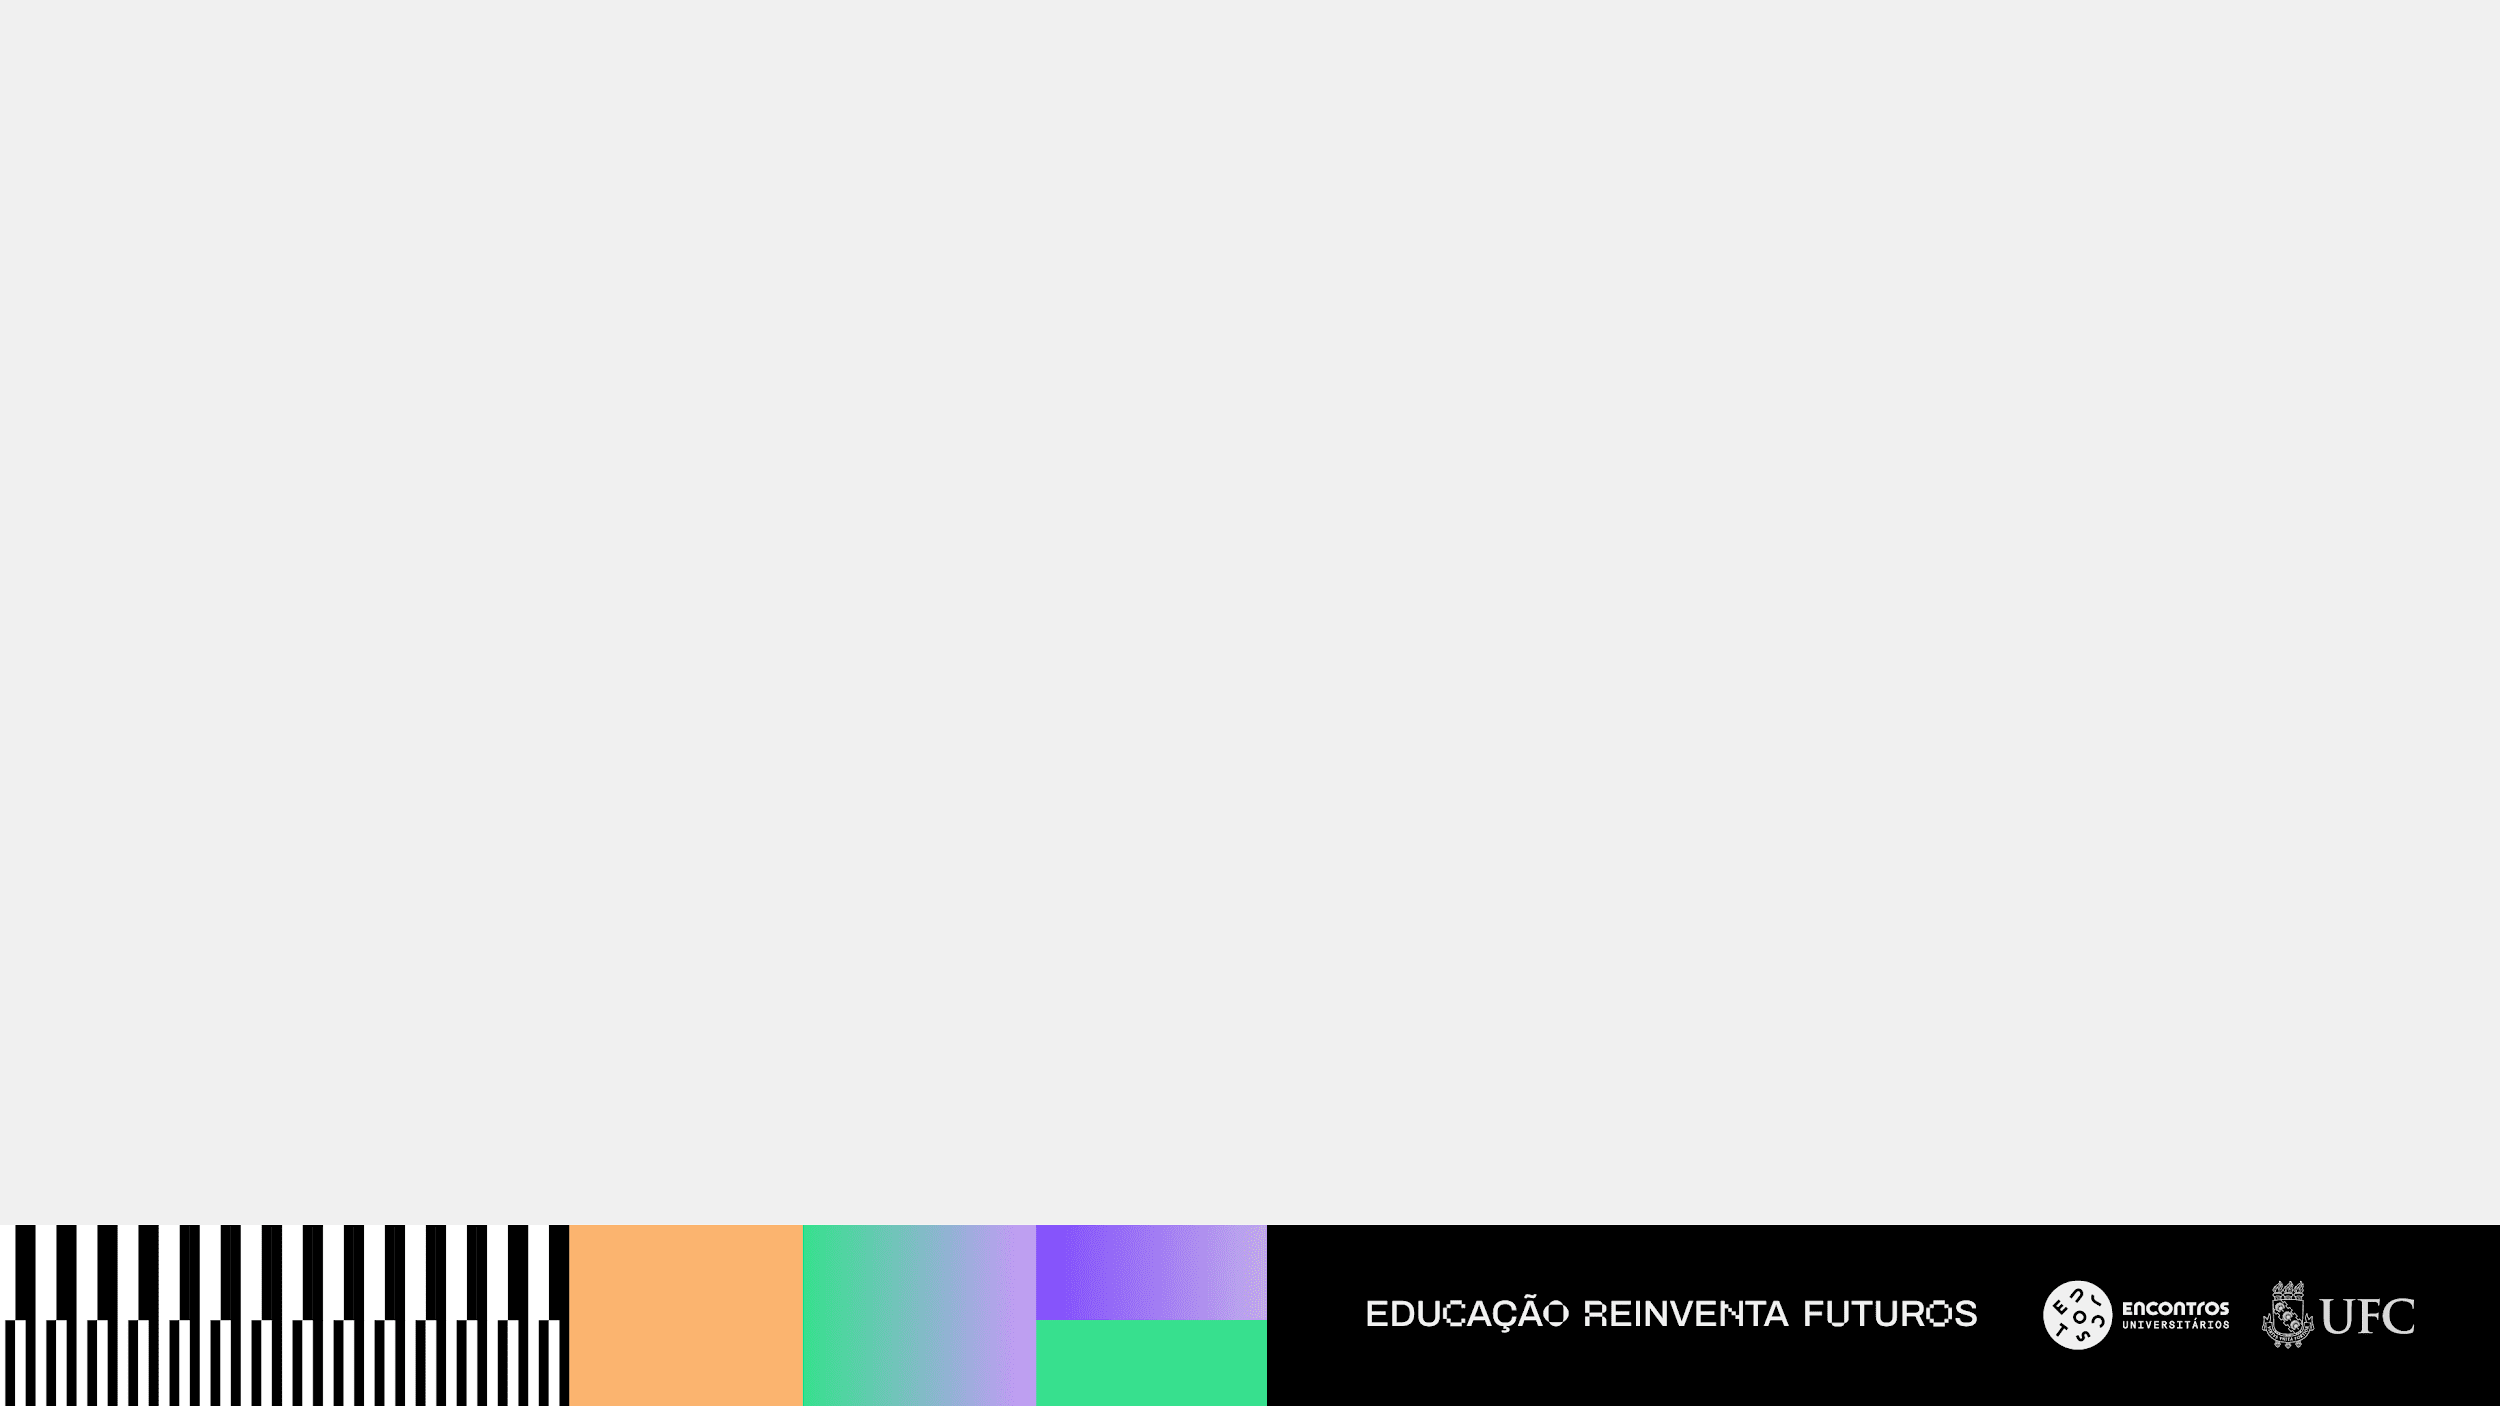 EDUCAÇÃO REINVENTA FUTUROS
ENCONTROS
UNIVERSITÁRIOS
UFC